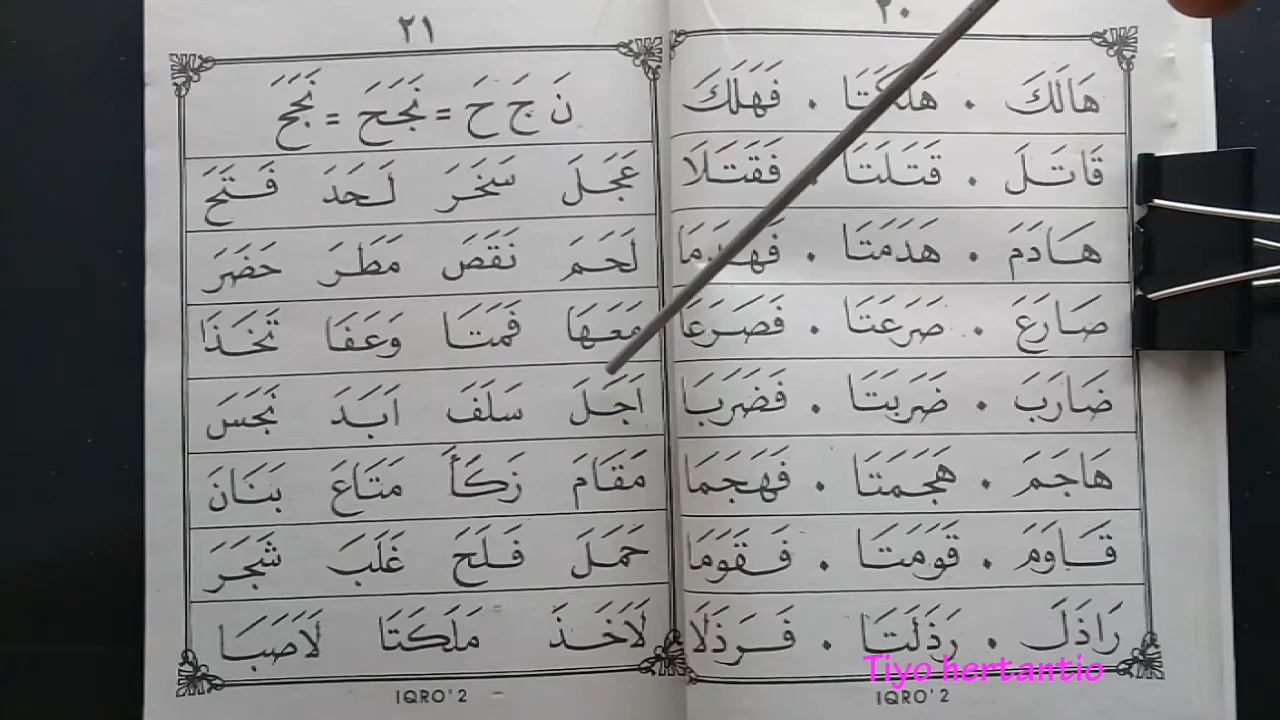 ٢٠
هَالَكَ . هَلَكَتَا . فَهَلَكَ
قَاتَلَ . قَتَلَتَا . فَقَتَلَا
هَادَمَ . هَدَمَتَا . فَهَدَمَا
صَارَعَ . صَرَعَتَا . فَصَرَعَا
ضَارَبَ . ضَرَبَتَا . فَضَرَبَا
هَاجَمَ . هَجَمَتَا . فَهَجَمَا
قَاوَمَ . قَوَمَتَا . فَقَوَمَا
رَاذَلَ . رَذَلَتَا . فَرَذَلَا
IQRO' 2
٢١
نَ جَ حَ = نَجَحَ = نَجَحَ
عَجَلَ سَخَرَ لَحَدَ فَتَحَ
لَحَمَ نَقَصَ مَطَرَ حَضَرَ
مَعَهَا فَمَتَا وَعَفَا تَخَذَا
اَجَلَ سَلَفَ اَبَدَ نَجَسَ
مَقَامَ زَكَأَ مَتَاعَ بَنَانَ
حَمَلَ فَلَحَ غَلَبَ شَجَرَ
لَاَخَذَ مَلَكَتَا لَاَصَبَا
IQRO' 2
Tiyo hertantio